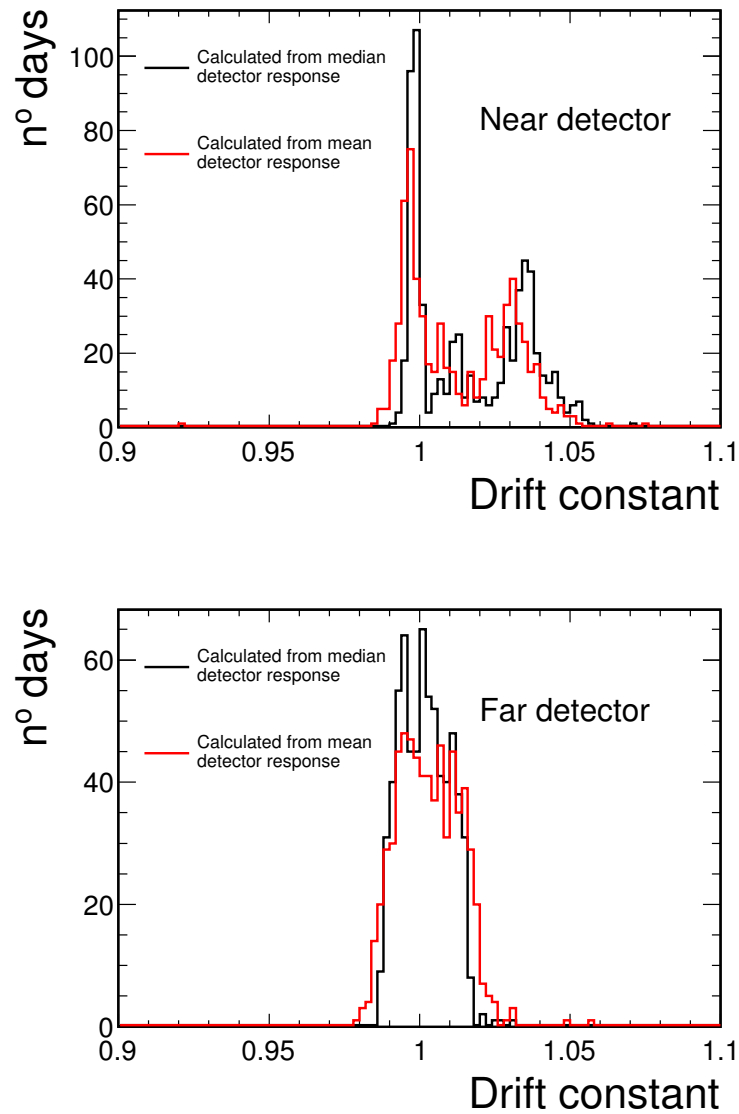 nº days
100
80
60
40
20
0
Calculated from median
detector response
Calculated from mean
detector response
Near detector
0.9 0.95 1 1.05 1.1
Drift constant
nº days
60
40
20
0
Calculated from median
detector response
Calculated from mean
detector response
Far detector
0.9 0.95 1 1.05 1.1
Drift constant